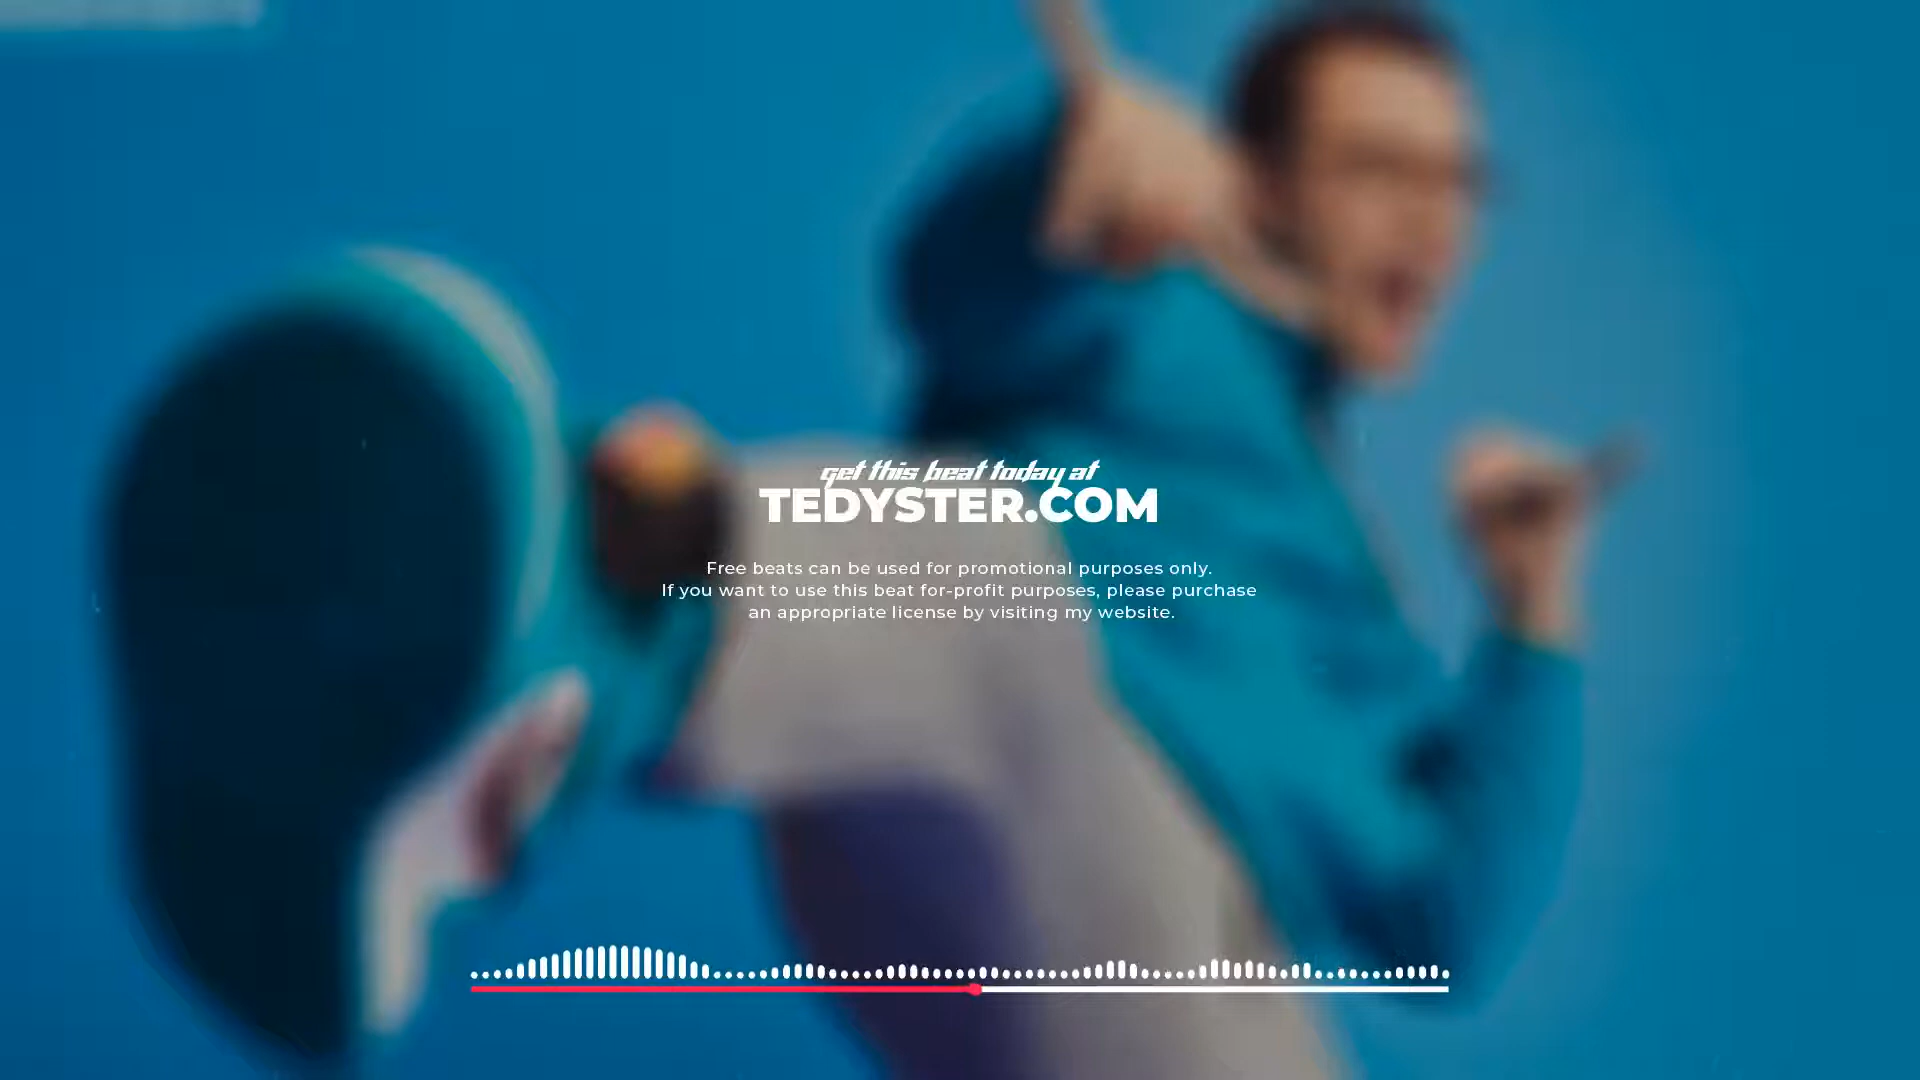 get this beat today at
TEDYSTER.COM
Free beats can be used for promotional purposes only.
If you want to use this beat for-profit purposes, please purchase
an appropriate license by visiting my website.